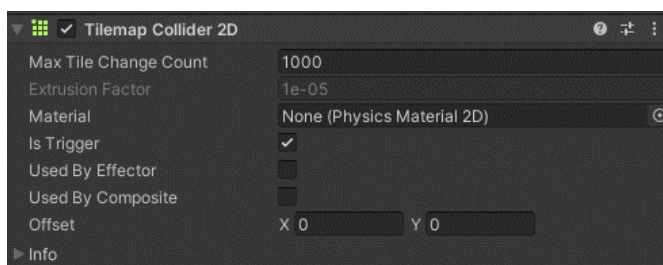 Tilemap Collider 2D
Max Tile Change Count 1000
Extrusion Factor 1e-05
Material None (Physics Material 2D)
Is Trigger
Used By Effector
Used By Composite
Offset X 0 Y 0
Info